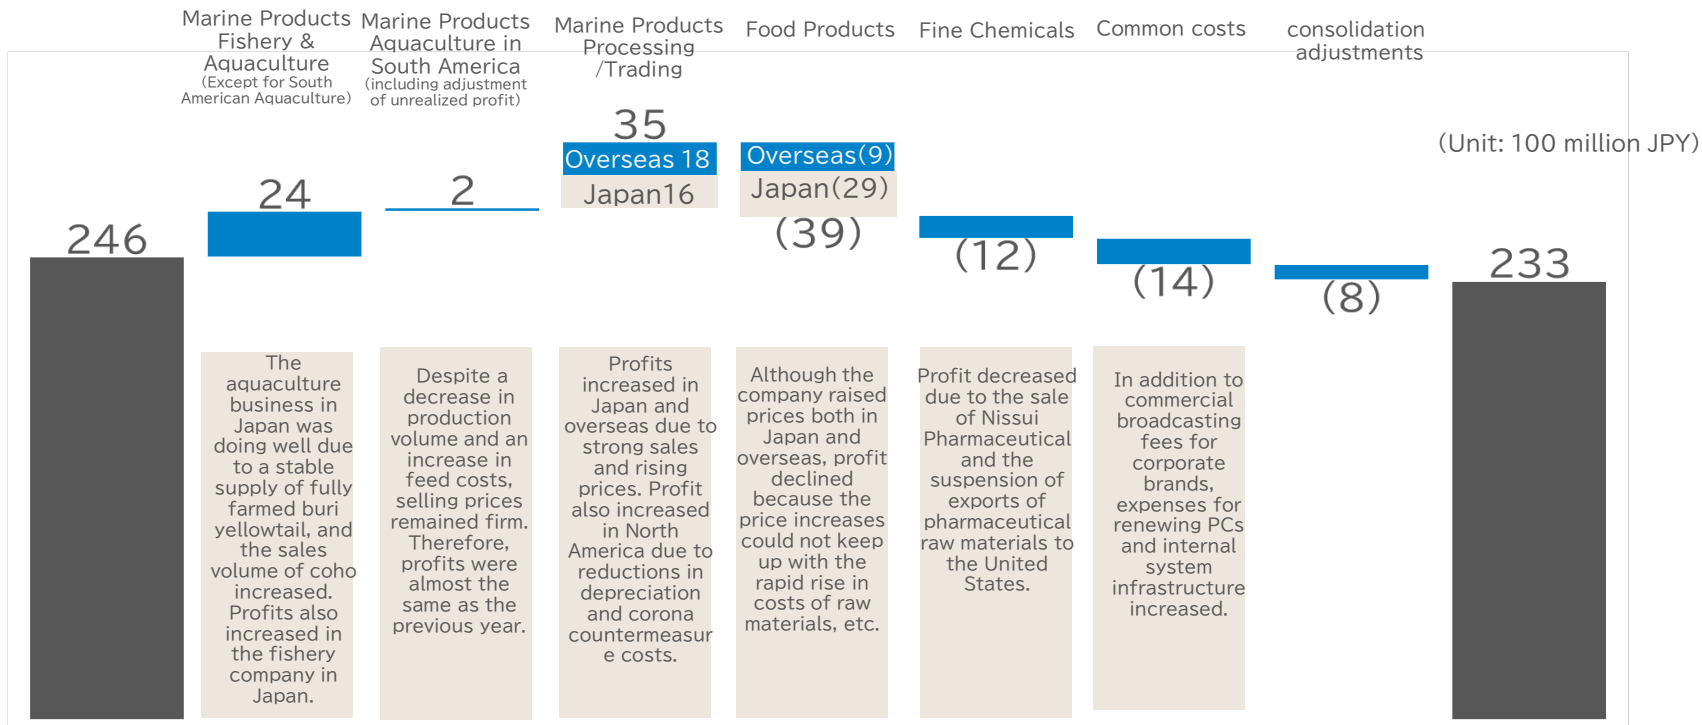 Marine Products
Fishery &
Aquaculture
(Except for South
American Aquaculture)
Marine Products
Aquaculture in
South America
(including adjustment
of unrealized profit)
Marine Products
Processing
/Trading
Food Products
Fine Chemicals
Common costs
consolidation
adjustments
(Unit: 100 million JPY)
246
24
2
35
Overseas 18
Japan16
Overseas(9)
Japan(29)
(39)
(12)
(14)
(8)
233
The
aquaculture
business in
Japan was
doing well due
to a stable
supply of fully
farmed buri
yellowtail, and
the sales
volume of coho
increased.
Profits also
increased in
the fishery
company in
Japan.
Despite a
decrease in
production
volume and an
increase in
feed costs,
selling prices
remained firm.
Therefore,
profits were
almost the
same as the
previous year.
Profits
increased in
Japan and
overseas due to
strong sales
and rising
prices. Profit
also increased
in North
America due to
reductions in
depreciation
and corona
countermeasur
e costs.
Although the
company raised
prices both in
Japan and
overseas, profit
declined
because the
price increases
could not keep
up with the
rapid rise in
costs of raw
materials, etc.
Profit decreased
due to the sale
of Nissui
Pharmaceutical
and the
suspension of
exports of
pharmaceutical
raw materials to
the United
States.
In addition to
commercial
broadcasting
fees for
corporate
brands,
expenses for
renewing PCs
and internal
system
infrastructure
increased.